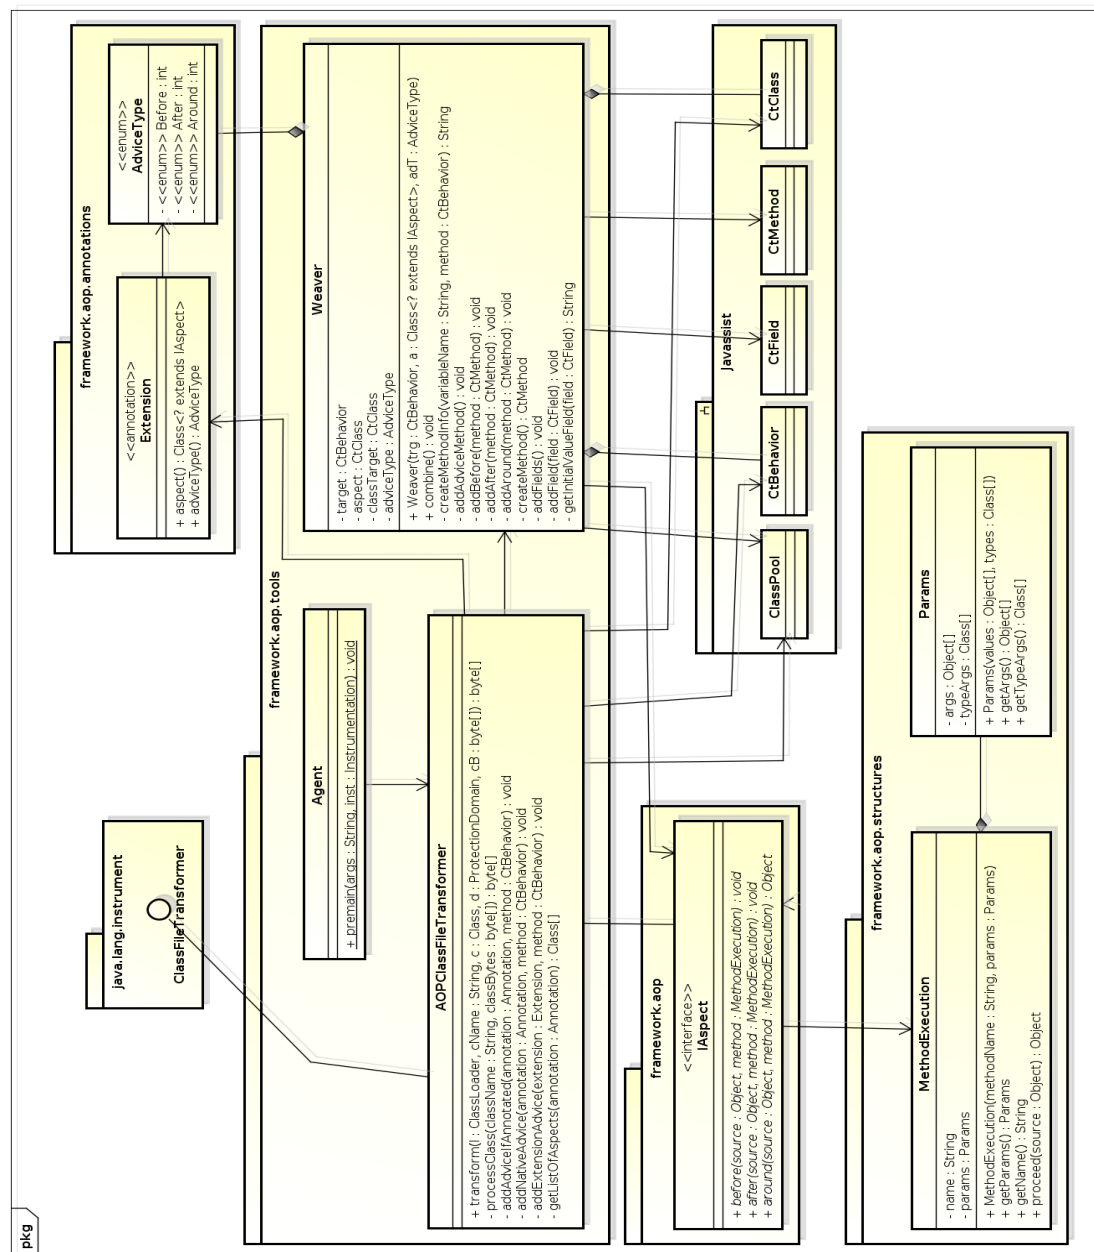 pkg
java.lang.instrument
ClassFileTransformer
framework.aop.annotations
<<annotation>>
Extension
+ aspect() : Class<? extends IAspect>
+ adviceType() : AdviceType
<<enum>>
AdviceType
- <<enum>> Before : int
- <<enum>> After : int
- <<enum>> Around : int
framework.aop.tools
Agent
+ premain(args : String, inst : Instrumentation) : void
AOPClassFileTransformer
+ transform(l : ClassLoader, cName : String, c : Class, d : ProtectionDomain, cB : byte[]) : byte[]
- processClass(className : String, classBytes : byte[]) : byte[]
- addAdviceIfAnnotated(annotation : Annotation, method : CtBehavior) : void
- addNativeAdvice(annotation : Annotation, method : CtBehavior) : void
- addExtensionAdvice(extension : Extension, method : CtBehavior) : void
- getListOfAspects(annotation : Annotation) : Class[]
Weaver
- target : CtBehavior
- aspect : CtClass
- classTarget : CtClass
- adviceType : AdviceType
+ Weaver(trg : CtBehavior, a : Class<? extends IAspect>, adT : AdviceType)
+ combine() : void
- createMethodInfo(variableName : String, method : CtBehavior) : String
- addAdviceMethod() : void
- addBefore(method : CtMethod) : void
- addAfter(method : CtMethod) : void
- addAround(method : CtMethod) : void
- createMethod() : CtMethod
- addFields() : void
- addField(field : CtField) : void
- getInitialValueField(field : CtField) : String
framework.aop
<<interface>>
IAspect
+ before(source : Object, method : MethodExecution) : void
+ after(source : Object, method : MethodExecution) : void
+ around(source : Object, method : MethodExecution) : Object
Javassist
ClassPool
CtBehavior
CtField
CtMethod
CtClass
framework.aop.structures
MethodExecution
- name : String
- params : Params
+ MethodExecution(methodName : String, params : Params)
+ getParams() : Params
+ getName() : String
+ proceed(source : Object) : Object
Params
- args : Object[]
- typeArgs : Class[]
+ Params(values : Object[], types : Class[])
+ getArgs() : Object[]
+ getTypeArgs() : Class[]